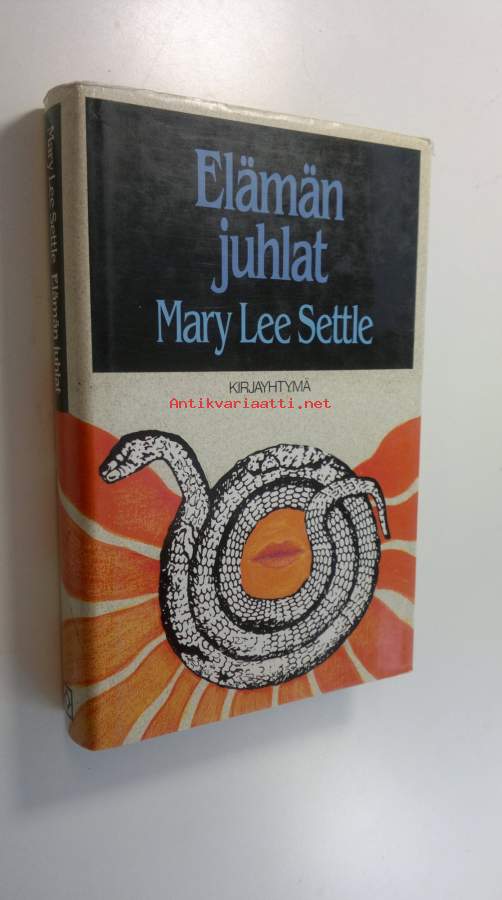 Elämän
juhlat
Mary Lee Settle
KIRJAYHTYMÄ
Antikvariaatti.net
Mary Lee Settle Elämän juhlat